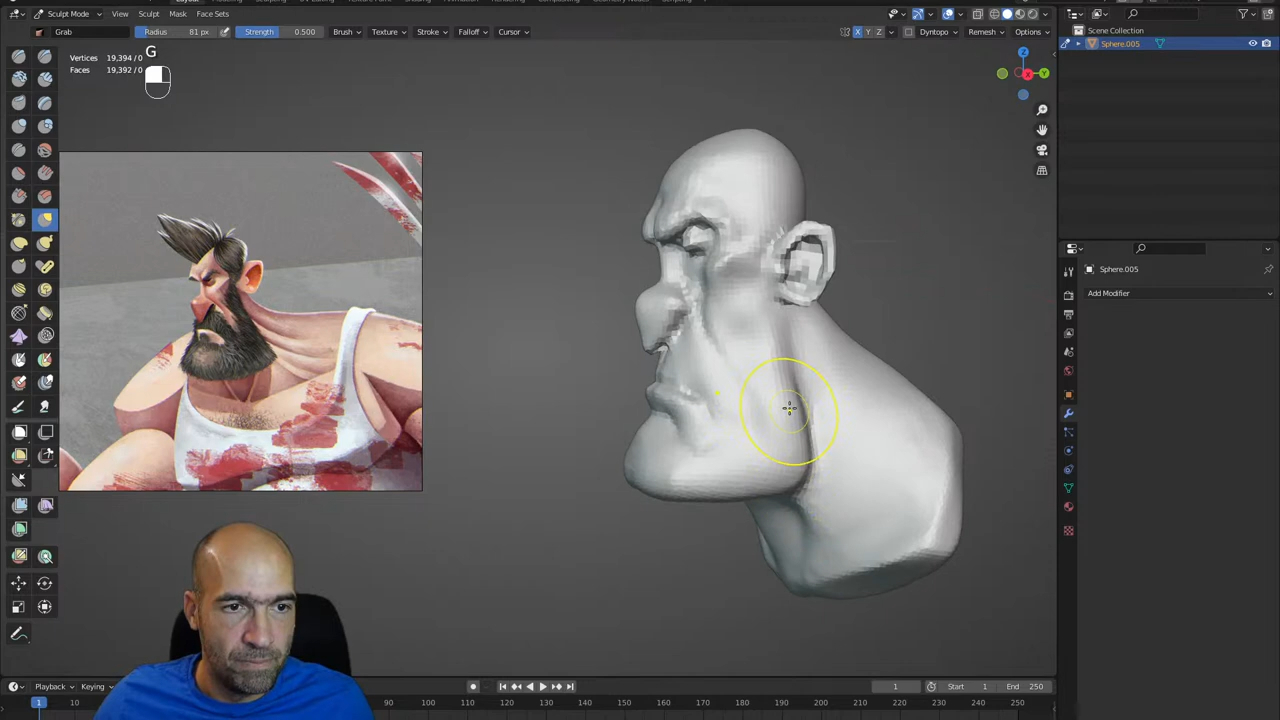 Layout
Sculpt Mode View Sculpt Mask Face Sets
Grab Radius 81 px Strength 0.500 Brush Texture Stroke Falloff Cursor X Y Z Dyntopo Remesh Options
G
Vertices 19,394 / 0
Faces 19,392 / 0
Z
X
Y
Scene Collection
Sphere.005
Sphere.005
Add Modifier
Playback Keying 1 Start 1 End 250
1 10 80 90 100 110 120 130 140 150 160 170 180 190 200 210 220 230 240 250